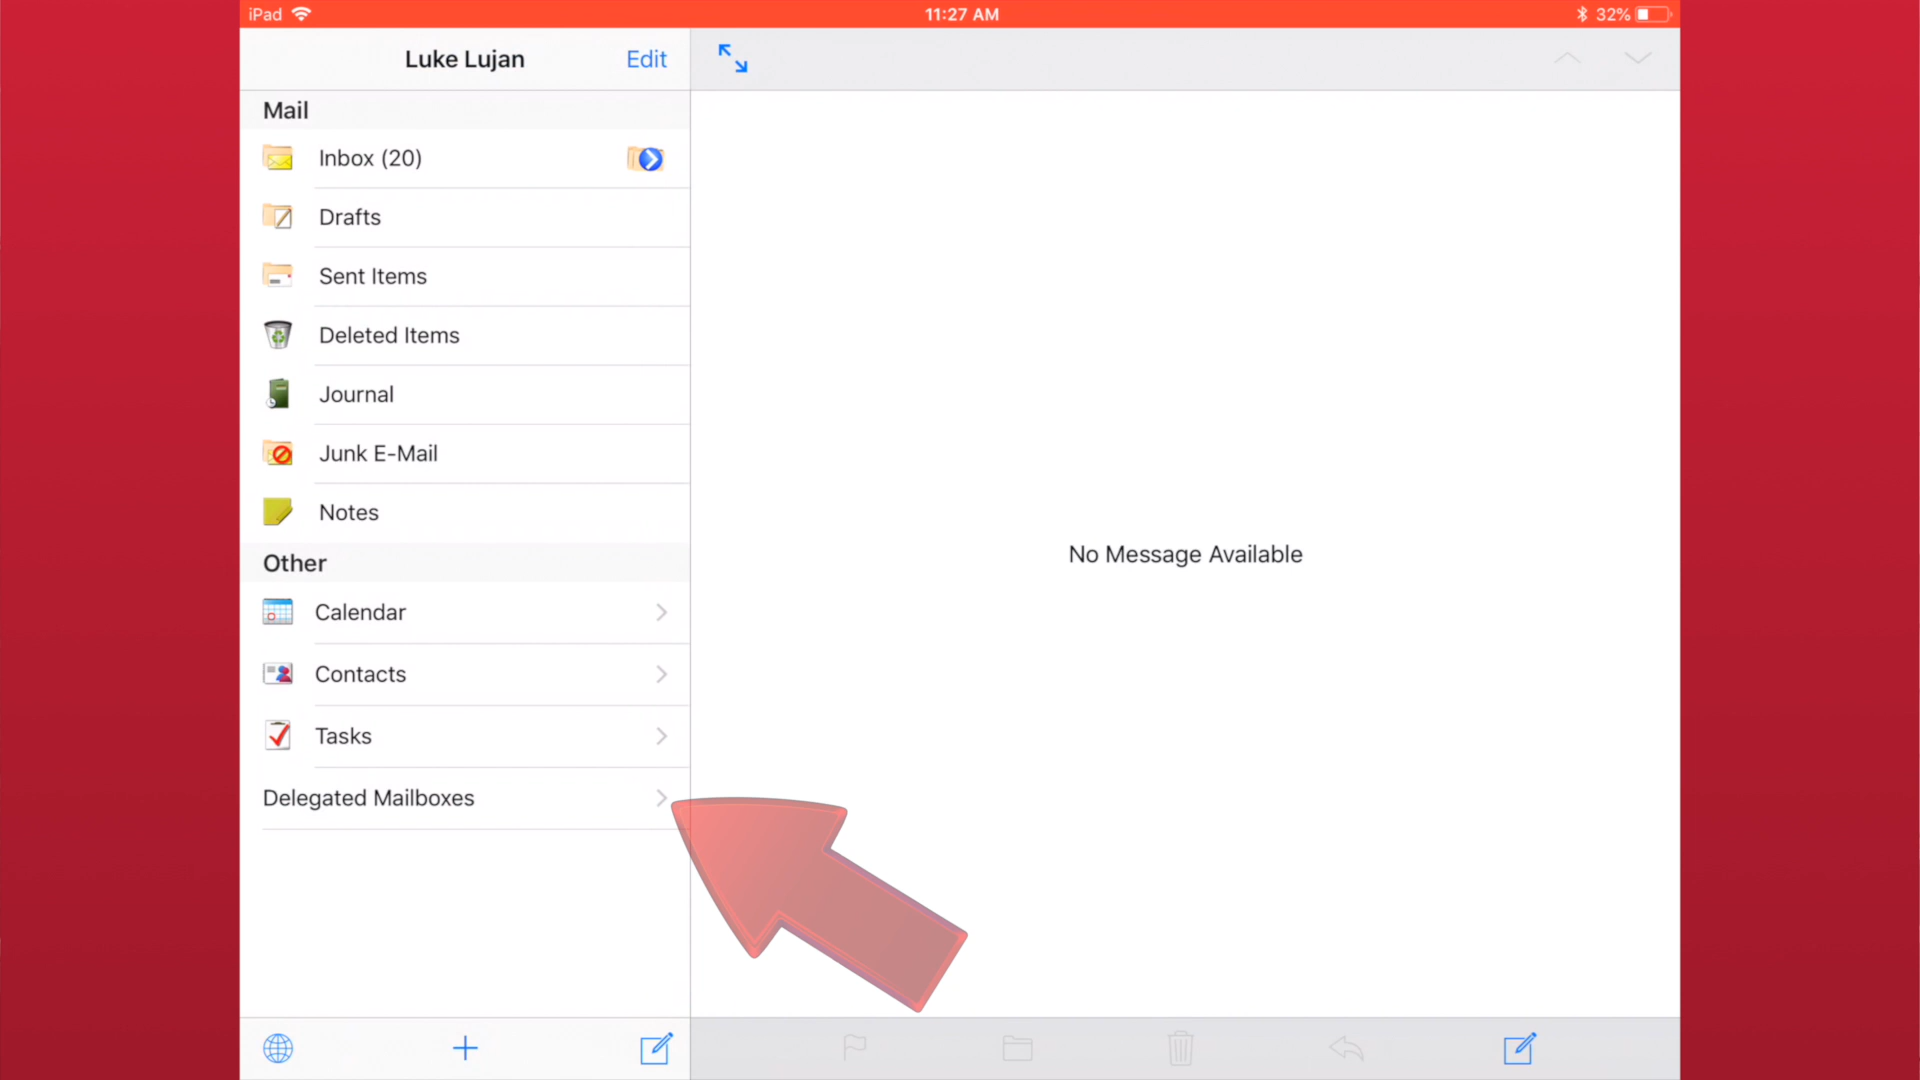 iPad 11:27 AM 32%
Luke Lujan Edit
Mail
Inbox (20)
Drafts
Sent Items
Deleted Items
Journal
Junk E-Mail
Notes
Other
Calendar
Contacts
Tasks
Delegated Mailboxes
No Message Available